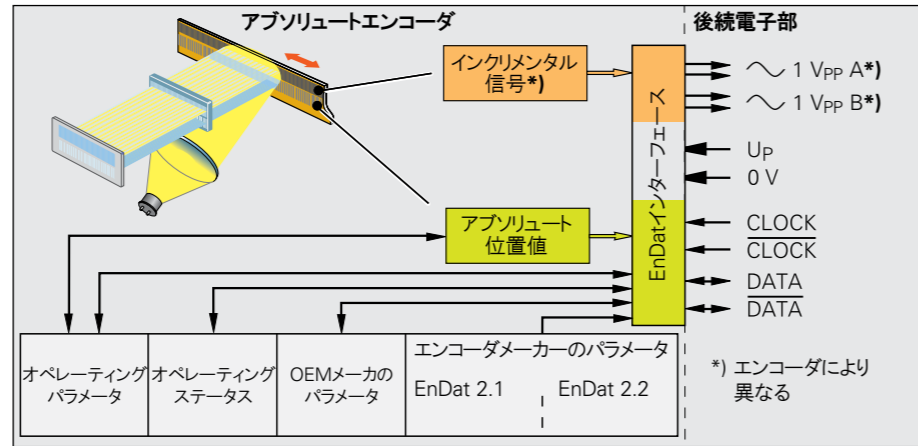 アブソリュートエンコーダ
後続電子部
インクリメンタル
信号*)
1 VPP A*)
1 VPP B*)
EnDatインターフェース
UP
0 V
アブソリュート
位置値
CLOCK
CLOCK
DATA
DATA
オペレーティング
パラメータ
オペレーティング
ステータス
OEMメーカの
パラメータ
エンコーダメーカーのパラメータ
EnDat 2.1
EnDat 2.2
*) エンコーダにより
異なる